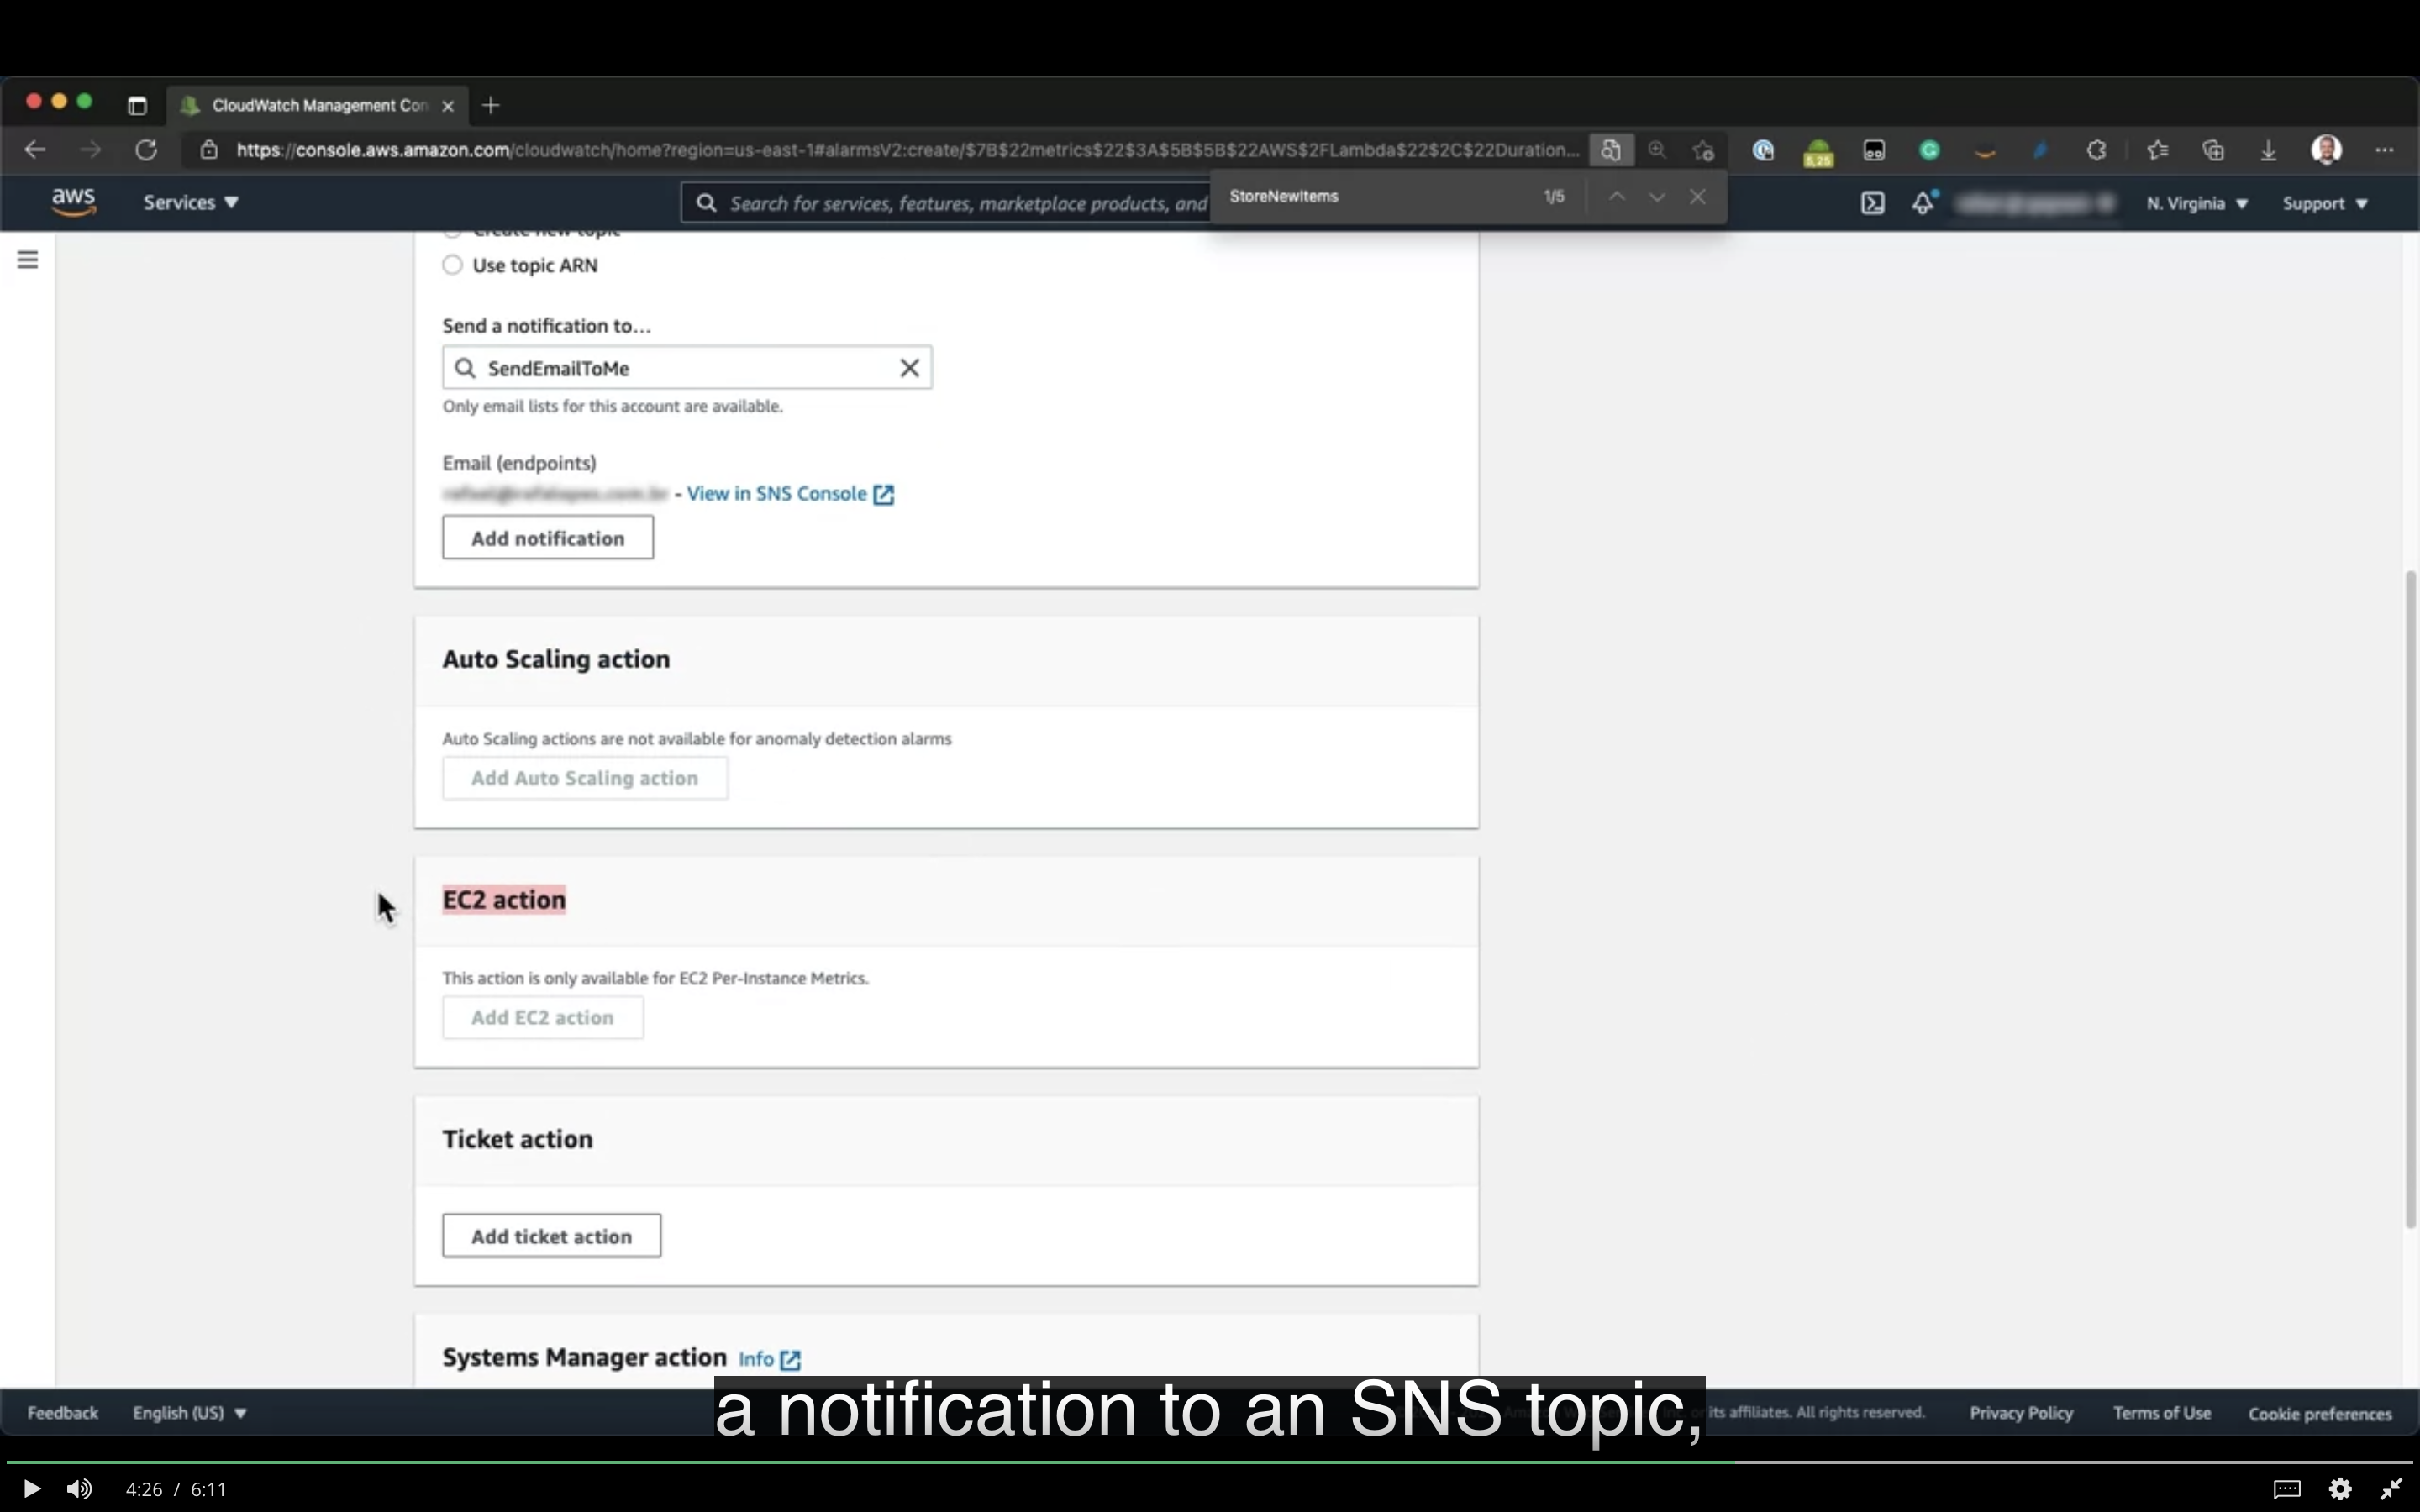 CloudWatch Management Con
https://console.aws.amazon.com/cloudwatch/home?region=us-east-1#alarmsV2:create/$7B$22metrics$22$3A$5B$5B$22AWS$2FLambda$22$2C$22Duration...
5,25
aws
Services
Search for services, features, marketplace products, and
StoreNewItems
1/5
N. Virginia
Support
Create new topic
Use topic ARN
Send a notification to...
SendEmailToMe
Only email lists for this account are available.
Email (endpoints)
- View in SNS Console
Add notification
Auto Scaling action
Auto Scaling actions are not available for anomaly detection alarms
Add Auto Scaling action
EC2 action
This action is only available for EC2 Per-Instance Metrics.
Add EC2 action
Ticket action
Add ticket action
Systems Manager action Info
Feedback
English (US)
a notification to an SNS topic,
its affiliates. All rights reserved.
Privacy Policy
Terms of Use
Cookie preferences
4:26 / 6:11